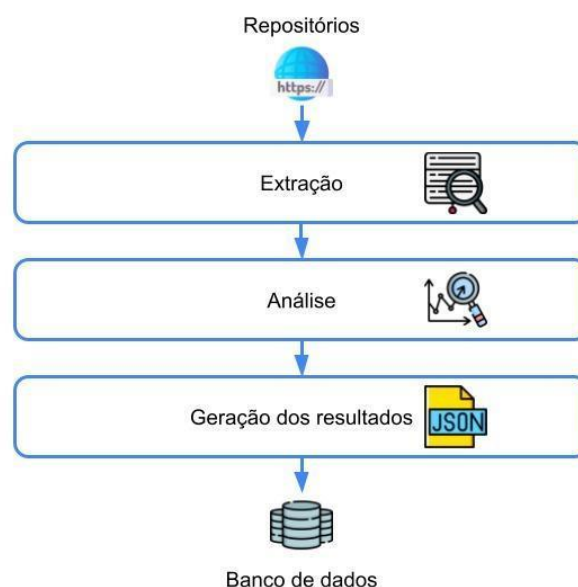 Repositórios
https://
Extração
Análise
Geração dos resultados
JSON
Banco de dados